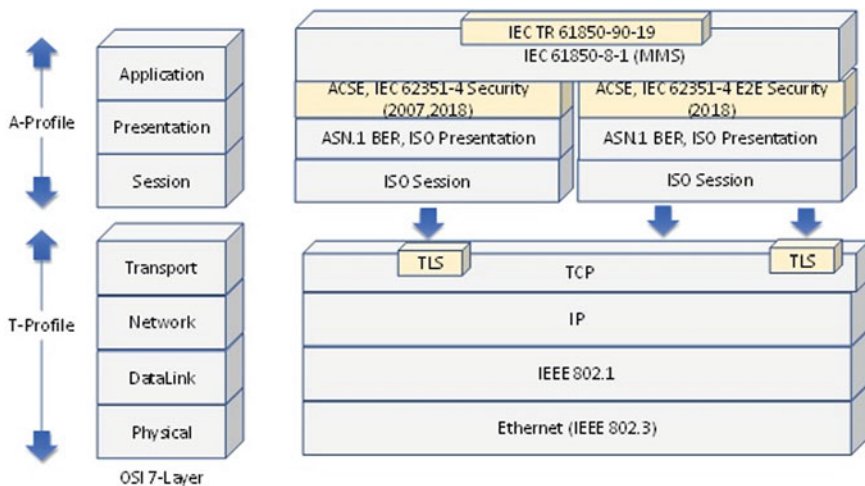 IEC TR 61850-90-19
IEC 61850-8-1 (MMS)
Application
ACSE, IEC 62351-4 Security
(2007,2018)
ACSE, IEC 62351-4 E2E Security
(2018)
A-Profile
Presentation
ASN.1 BER, ISO Presentation
ASN.1 BER, ISO Presentation
Session
ISO Session
ISO Session
Transport
TLS
TCP
TLS
T-Profile
Network
IP
DataLink
IEEE 802.1
Physical
Ethernet (IEEE 802.3)
OSI 7-Layer